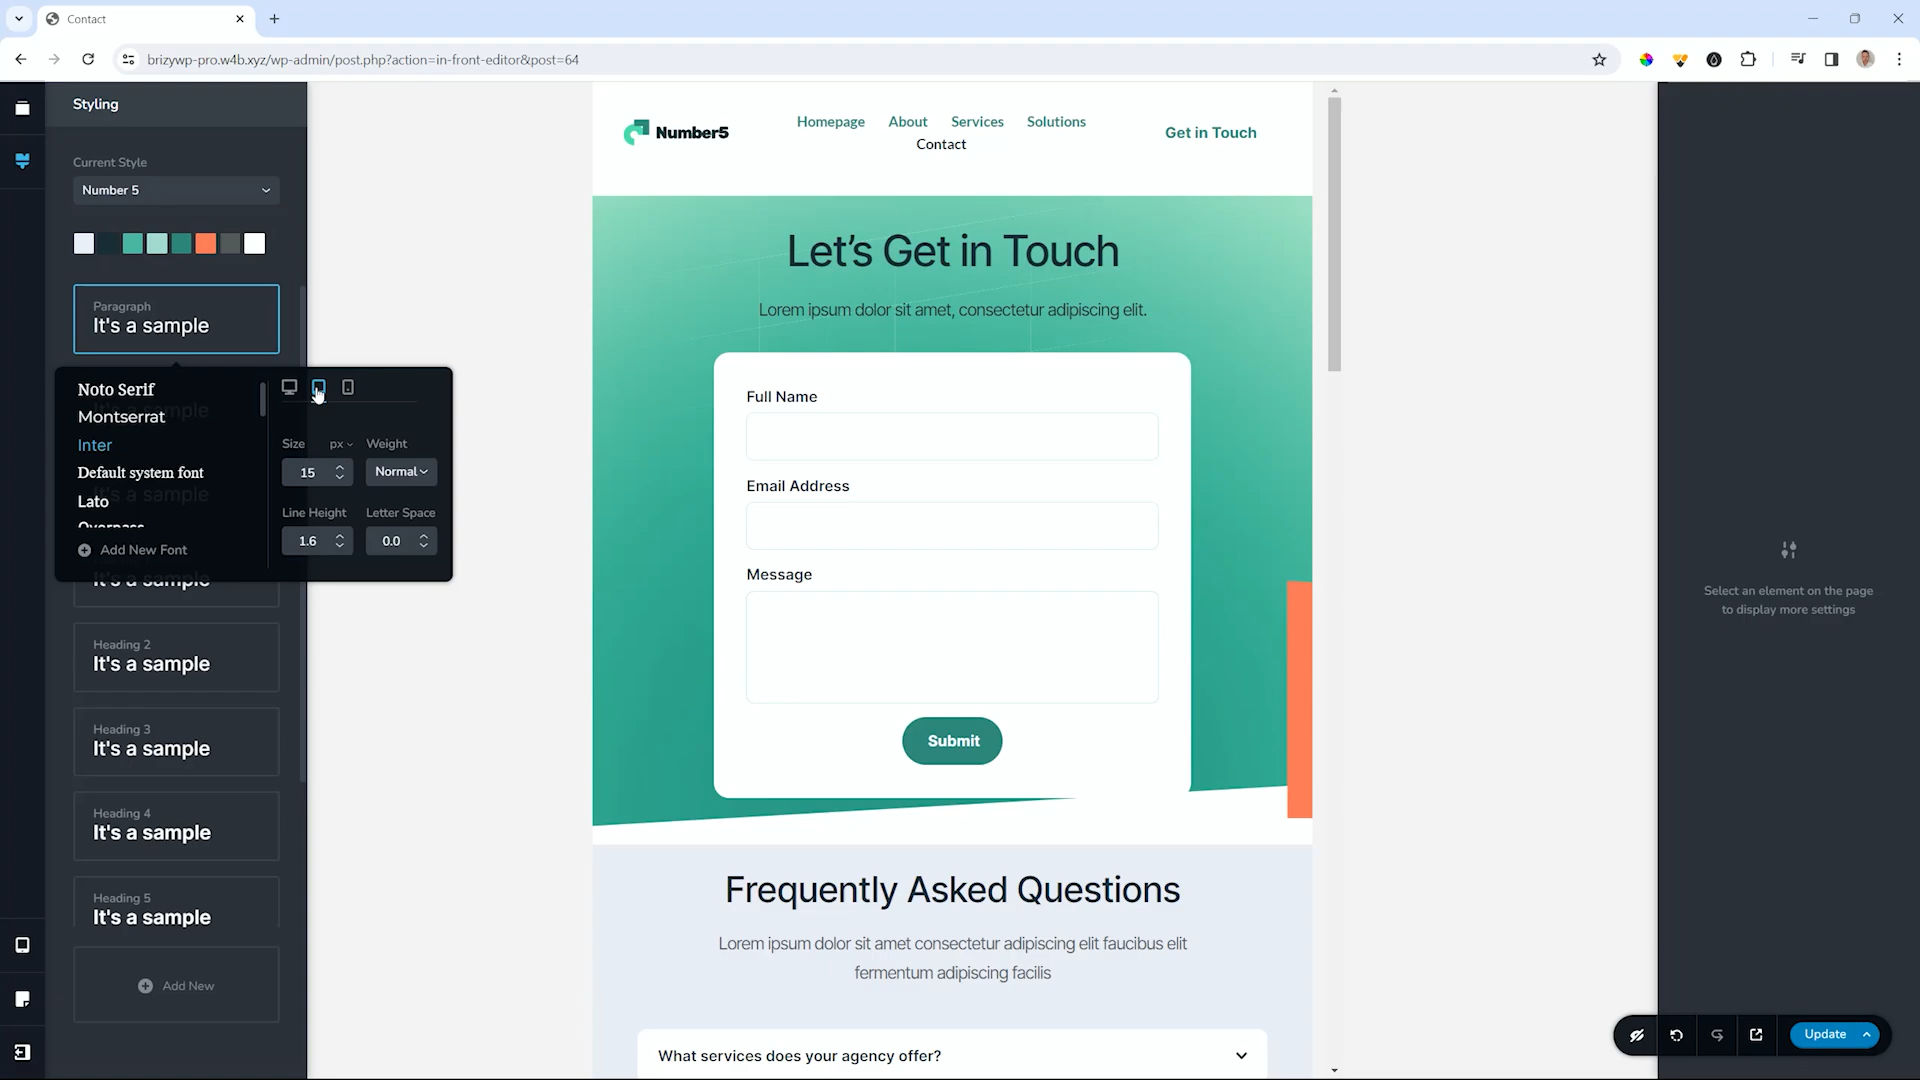 Contact
brizywp-pro.w4b.xyz/wp-admin/post.php?action=in-front-editor&post=64
Styling
Current Style
Number 5
Paragraph
It's a sample
Noto Serif
Montserrat
Inter
Default system font
Lato
Overpass
Add New Font
Size
px
Weight
15
Normal
Line Height
Letter Space
1.6
0.0
It's a sample
Heading 2
It's a sample
Heading 3
It's a sample
Heading 4
It's a sample
Heading 5
It's a sample
Add New
Number5
Homepage
About
Services
Solutions
Contact
Get in Touch
Let’s Get in Touch
Lorem ipsum dolor sit amet, consectetur adipiscing elit.
Full Name
Email Address
Message
Submit
Frequently Asked Questions
Lorem ipsum dolor sit amet consectetur adipiscing elit faucibus elit
fermentum adipiscing facilis
What services does your agency offer?
Select an element on the page
to display more settings
Update